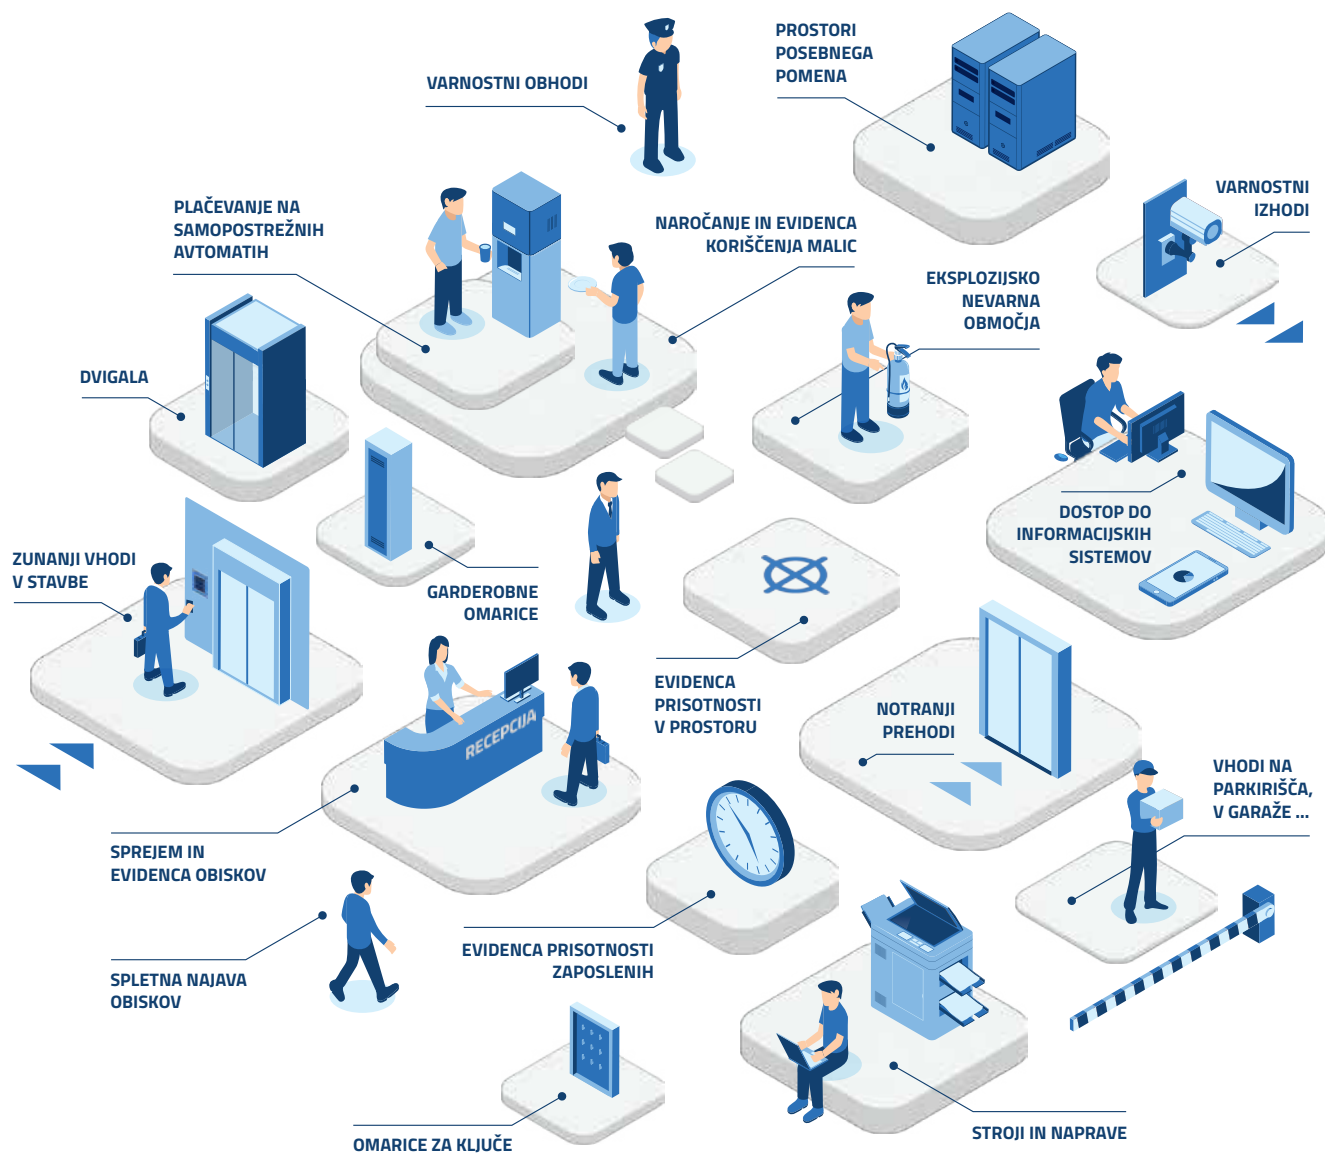 VARNOSTNI OBHODI
PROSTORI
POSEBNEGA
POMENA
VARNOSTNI
IZHODI
PLAČEVANJE NA
SAMOPOSTREŽNIH
AVTOMATIH
NAROČANJE IN EVIDENCA
KORIŠČENJA MALIC
EKSPLOZIJSKO
NEVARNA
OBMOČJA
DVIGALA
DOSTOP DO
INFORMACIJSKIH
SISTEMOV
ZUNANJI VHODI
V STAVBE
GARDEROBNE
OMARICE
EVIDENCA
PRISOTNOSTI
V PROSTORU
NOTRANJI
PREHODI
RECEPCIJA
VHODI NA
PARKIRIŠČA,
V GARAŽE ...
SPREJEM IN
EVIDENCA OBISKOV
EVIDENCA PRISOTNOSTI
ZAPOSLENIH
SPLETNA NAJAVA
OBISKOV
OMARICE ZA KLJUČE
STROJI IN NAPRAVE